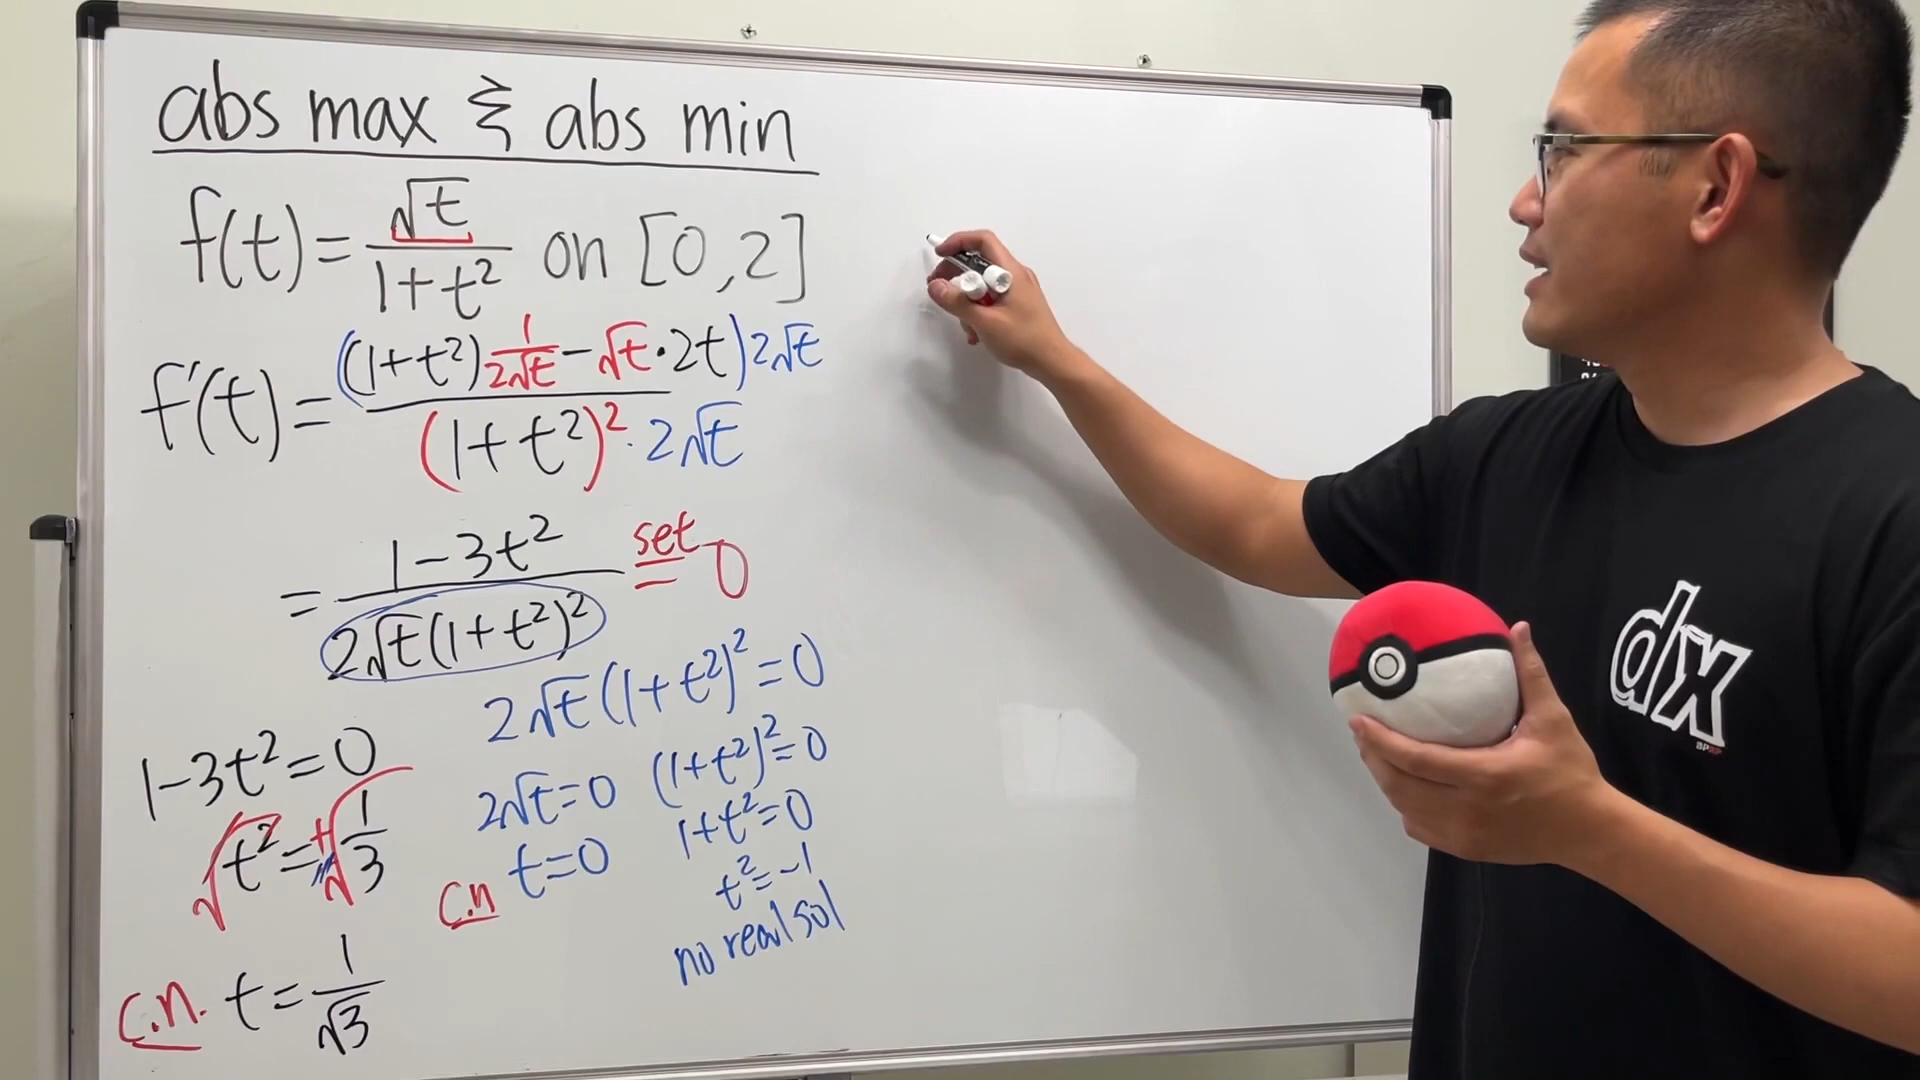 abs max & abs min
f(t) = √t / (1+t²) on [0,2]
f'(t) = ((1+t²) 1/(2√t) − √t · 2t) 2√t / (1+t²)² · 2√t
= (1−3t²) / (2√t(1+t²)²) set = 0
2√t(1+t²)² = 0
1−3t² = 0
√t² = ±√(1/3)
c.n. t = 1/√3
2√t = 0
c.n t = 0
(1+t²)² = 0
1+t² = 0
t² = −1
no real sol
dx